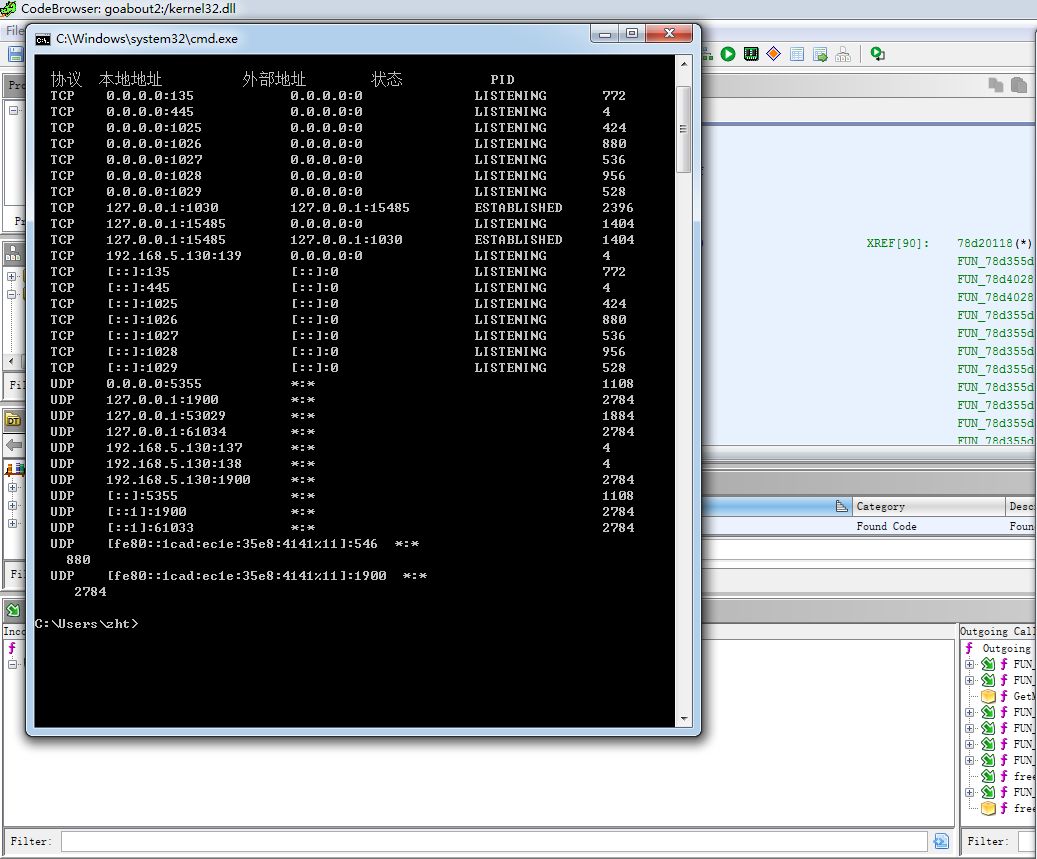 CodeBrowser: goabout2:/kernel32.dll
File
C:\Windows\system32\cmd.exe
协议 本地地址 外部地址 状态 PID
TCP 0.0.0.0:135 0.0.0.0:0 LISTENING 772
TCP 0.0.0.0:445 0.0.0.0:0 LISTENING 4
TCP 0.0.0.0:1025 0.0.0.0:0 LISTENING 424
TCP 0.0.0.0:1026 0.0.0.0:0 LISTENING 880
TCP 0.0.0.0:1027 0.0.0.0:0 LISTENING 536
TCP 0.0.0.0:1028 0.0.0.0:0 LISTENING 956
TCP 0.0.0.0:1029 0.0.0.0:0 LISTENING 528
TCP 127.0.0.1:1030 127.0.0.1:15485 ESTABLISHED 2396
TCP 127.0.0.1:15485 0.0.0.0:0 LISTENING 1404
TCP 127.0.0.1:15485 127.0.0.1:1030 ESTABLISHED 1404
TCP 192.168.5.130:139 0.0.0.0:0 LISTENING 4
TCP [::]:135 [::]:0 LISTENING 772
TCP [::]:445 [::]:0 LISTENING 4
TCP [::]:1025 [::]:0 LISTENING 424
TCP [::]:1026 [::]:0 LISTENING 880
TCP [::]:1027 [::]:0 LISTENING 536
TCP [::]:1028 [::]:0 LISTENING 956
TCP [::]:1029 [::]:0 LISTENING 528
UDP 0.0.0.0:5355 *:* 1108
UDP 127.0.0.1:1900 *:* 2784
UDP 127.0.0.1:53029 *:* 1884
UDP 127.0.0.1:61034 *:* 2784
UDP 192.168.5.130:137 *:* 4
UDP 192.168.5.130:138 *:* 4
UDP 192.168.5.130:1900 *:* 2784
UDP [::]:5355 *:* 1108
UDP [::1]:1900 *:* 2784
UDP [::1]:61033 *:* 2784
UDP [fe80::1cad:ec1e:35e8:4141%11]:546 *:*
880
UDP [fe80::1cad:ec1e:35e8:4141%11]:1900 *:*
2784
C:\Users\zht>
XREF[90]: 78d20118(*)
FUN_78d355d
FUN_78d4028
FUN_78d4028
FUN_78d355d
FUN_78d355d
FUN_78d355d
FUN_78d355d
FUN_78d355d
FUN_78d355d
FUN_78d355d
FUN_78d355d
Category Desc
Found Code Foun
Inco
Outgoing Call
Outgoing
FUN_
FUN_
GetM
FUN_
FUN_
FUN_
FUN_
free
FUN_
free
Filter: Filter: